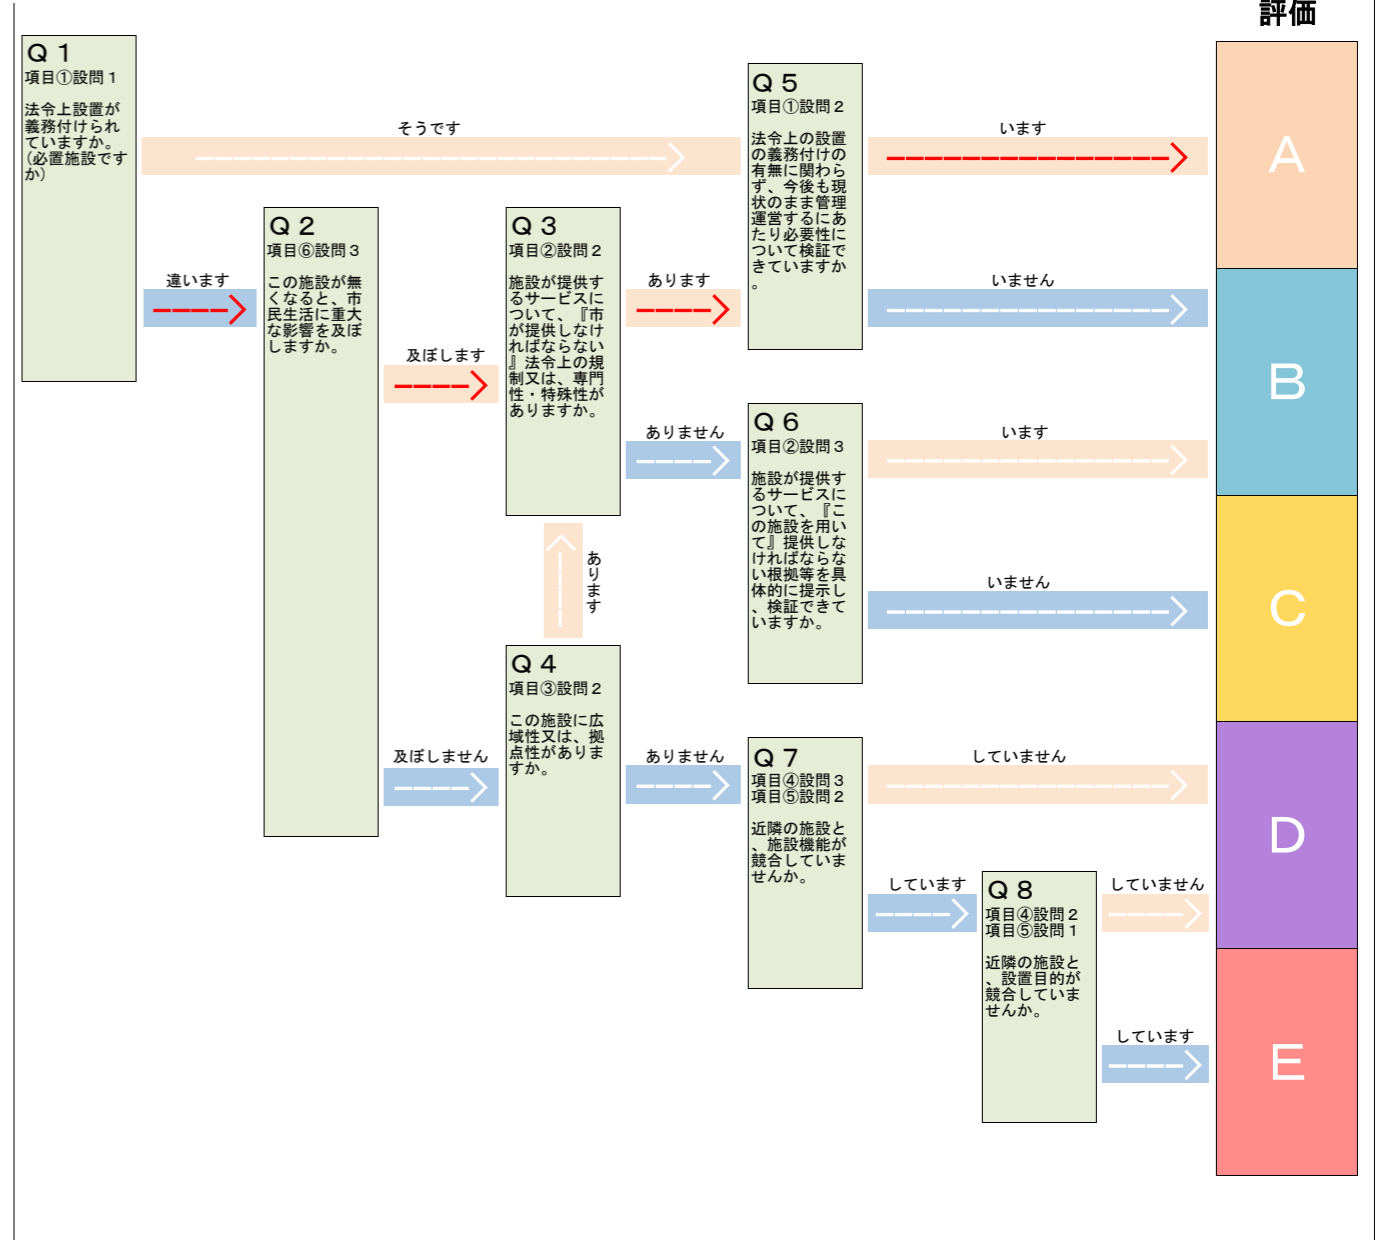 評価
Ｑ１
項目①設問１
法令上設置が
義務付けられ
ていますか。
（必置施設です
か）
そうです
違います
Ｑ２
項目⑥設問３
この施設が無
くなると、市
民生活に重大
な影響を及ぼ
しますか。
及ぼします
及ぼしません
Ｑ３
項目②設問２
施設が提供す
るサービスに
ついて、『市
が提供しなけ
ればならない
』法令上の規
制又は、専門
性・特殊性が
ありますか。
あります
ありません
あります
Ｑ４
項目③設問２
この施設に広
域性又は、拠
点性がありま
すか。
ありません
Ｑ５
項目①設問２
法令上の設置
の義務付けの
有無に関わら
ず、今後も現
状のまま管理
運営するにあ
たり必要性に
ついて検証で
きていますか
。
います
いません
Ｑ６
項目②設問３
施設が提供す
るサービスに
ついて、『こ
の施設を用い
て』提供しな
ければならな
い根拠等を具
体的に提示し
、検証できて
いますか。
います
いません
Ｑ７
項目④設問３
項目⑤設問２
近隣の施設と
、施設機能が
競合していま
せんか。
していません
しています
Ｑ８
項目④設問２
項目⑤設問１
近隣の施設と
、設置目的が
競合していま
せんか。
していません
しています
A
B
C
D
E